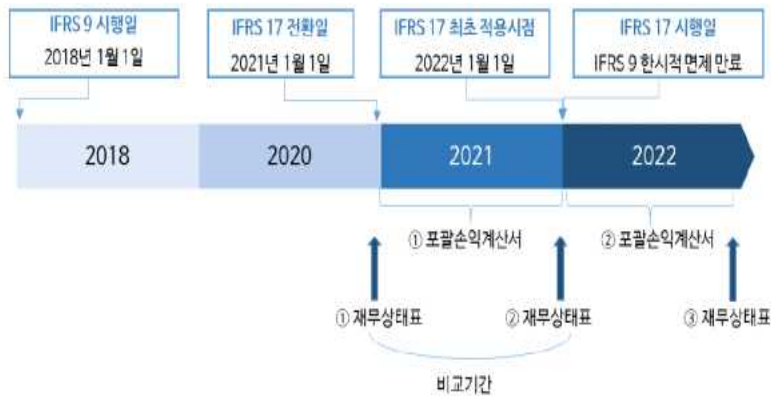 IFRS 9 시행일
2018년 1월 1일
IFRS 17 전환일
2021년 1월 1일
IFRS 17 최초 적용시점
2022년 1월 1일
IFRS 17 시행일
IFRS 9 한시적 면제 만료
2018
2020
2021
2022
① 포괄손익계산서
② 포괄손익계산서
① 재무상태표
② 재무상태표
③ 재무상태표
비교기간